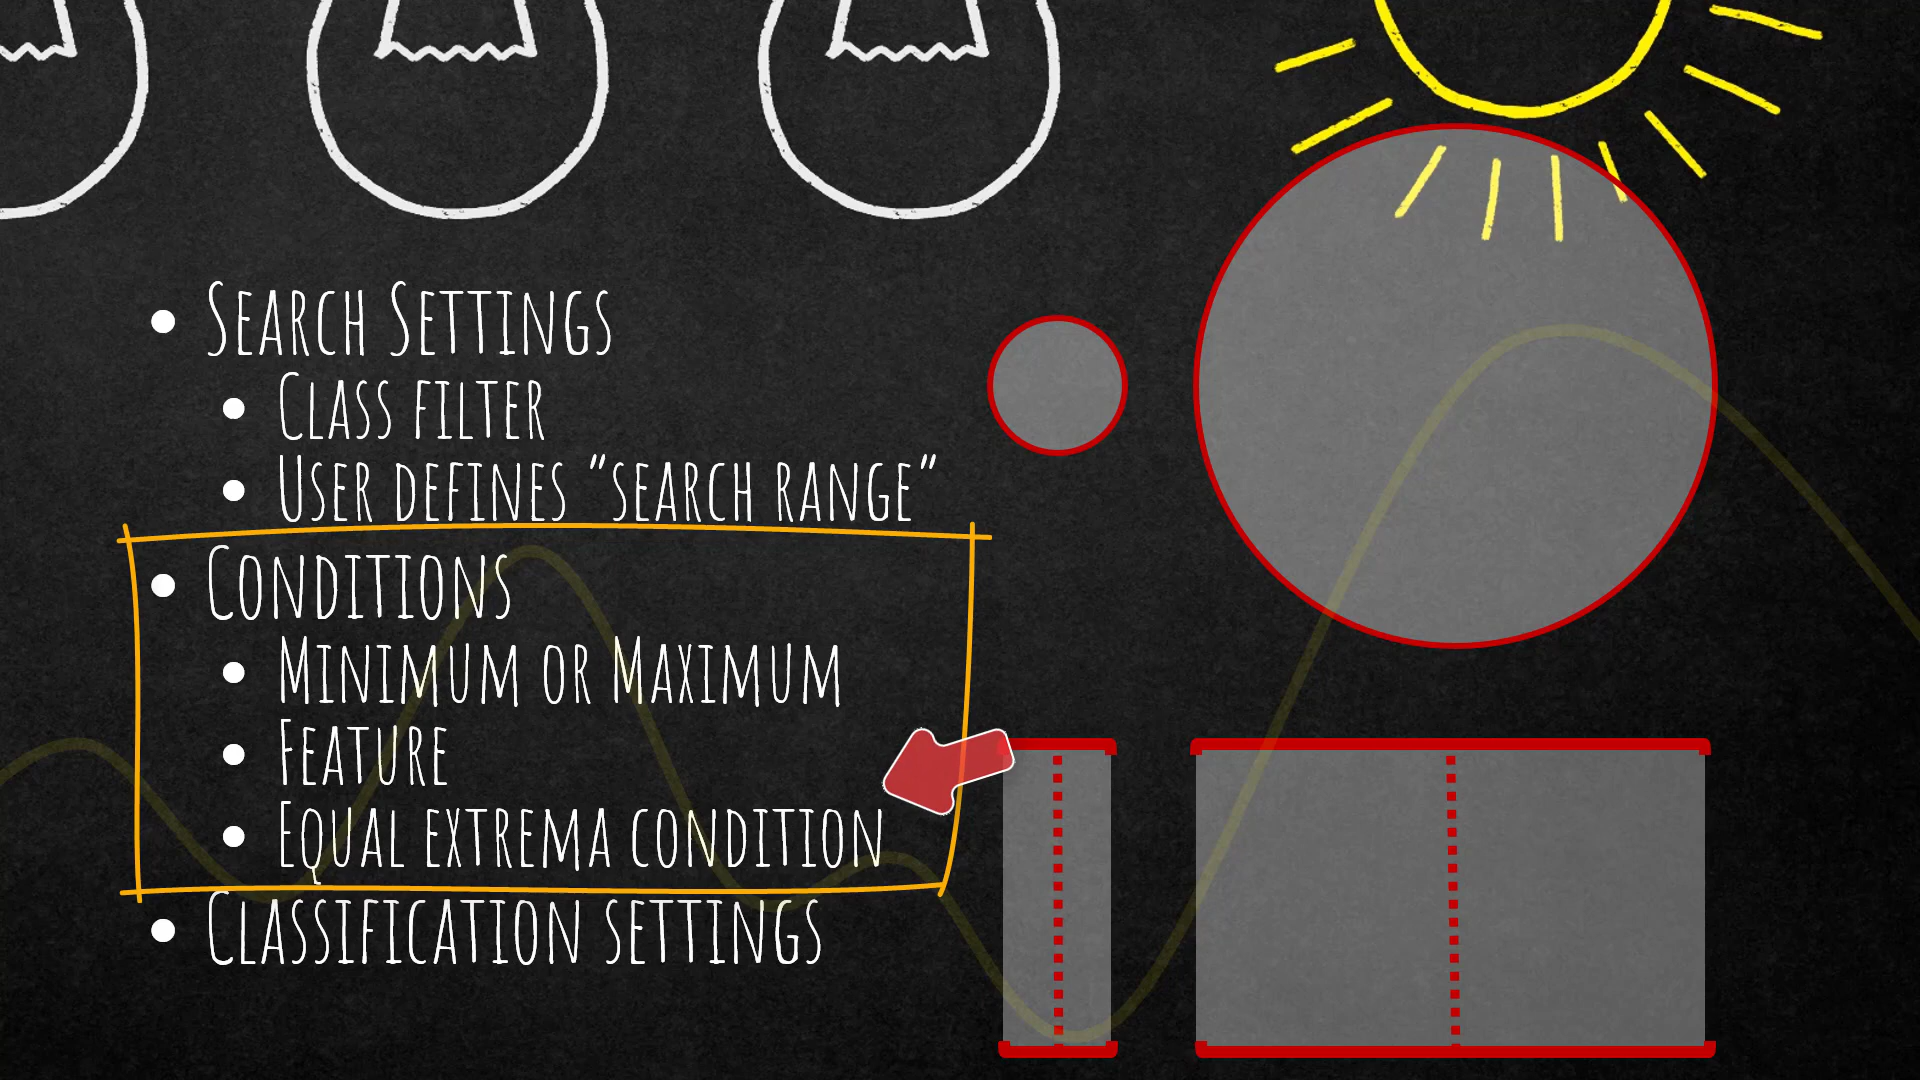 Search Settings
Class filter
User defines "search range"
Conditions
Minimum or Maximum
Feature
Equal extrema condition
Classification settings